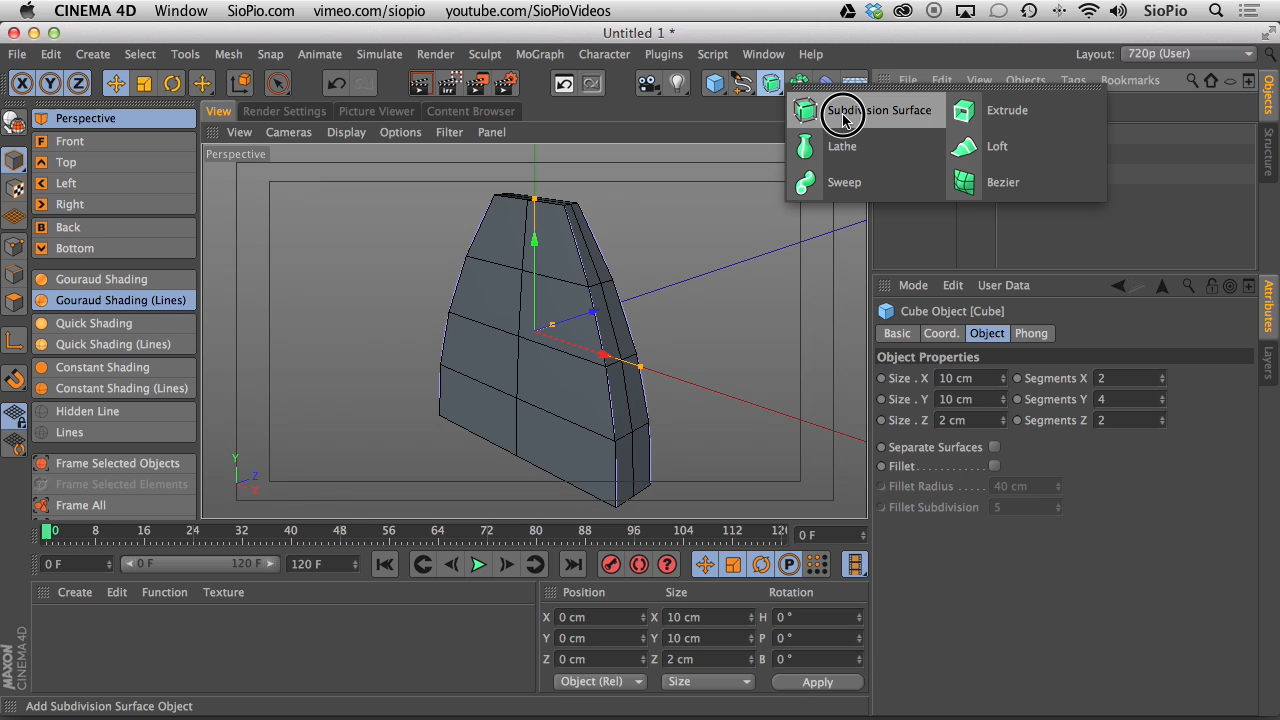 CINEMA 4D Window SioPio.com vimeo.com/siopio youtube.com/SioPioVideos SioPio
Untitled 1 *
File Edit Create Select Tools Mesh Snap Animate Simulate Render Sculpt MoGraph Character Plugins Script Window Help Layout: 720p (User)
X Y Z File Edit View Objects Tags Bookmarks
Objects
Structure
Subdivision Surface Extrude
Lathe Loft
Sweep Bezier
View Render Settings Picture Viewer Content Browser
View Cameras Display Options Filter Panel
Perspective
Perspective
F Front
T Top
L Left
R Right
B Back
B Bottom
Gouraud Shading
Gouraud Shading (Lines)
Quick Shading
Quick Shading (Lines)
Constant Shading
Constant Shading (Lines)
Hidden Line
Lines
Frame Selected Objects
Frame Selected Elements
Frame All
Y
Z
X
Mode Edit User Data
Attributes
Layers
Cube Object [Cube]
Basic Coord. Object Phong
Object Properties
Size . X 10 cm Segments X 2
Size . Y 10 cm Segments Y 4
Size . Z 2 cm Segments Z 2
Separate Surfaces
Fillet
Fillet Radius 40 cm
Fillet Subdivision 5
0 8 16 24 32 40 48 56 64 72 80 88 96 104 112 0 F
0 F 0 F 120 F 120 F P
Create Edit Function Texture
Position Size Rotation
X 0 cm X 10 cm H 0 °
Y 0 cm Y 10 cm P 0 °
Z 0 cm Z 2 cm B 0 °
Object (Rel) Size Apply
MAXON
CINEMA 4D
Add Subdivision Surface Object